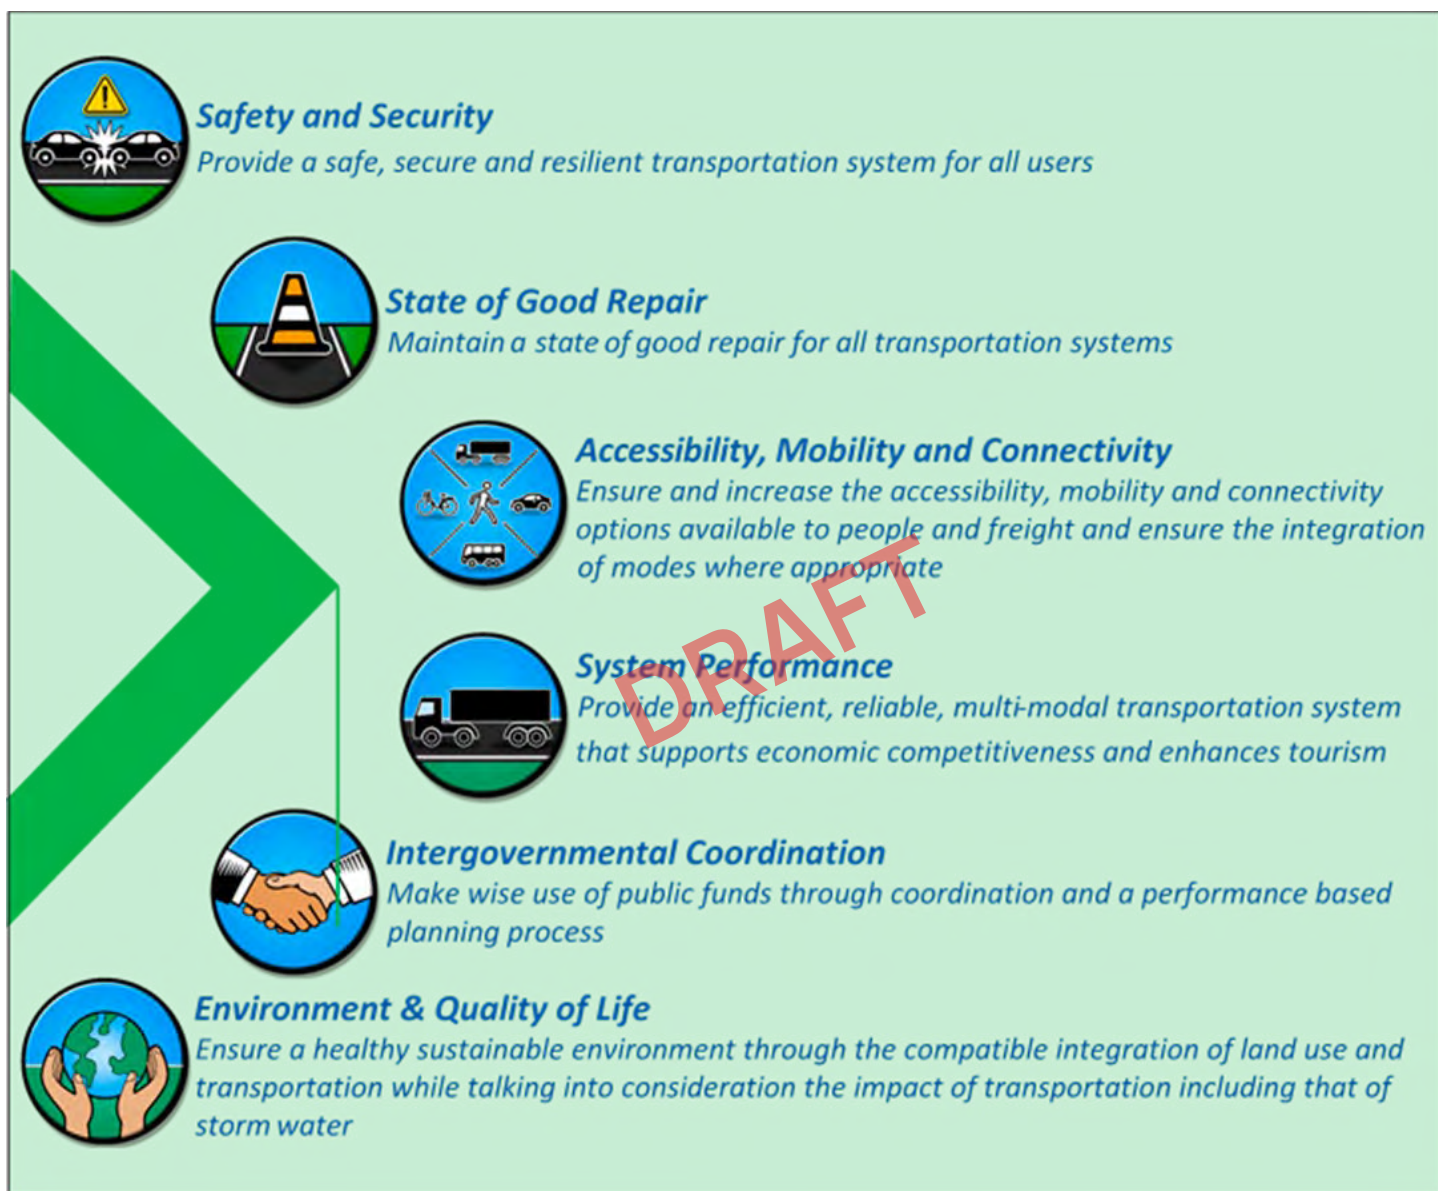 Safety and Security
Provide a safe, secure and resilient transportation system for all users
State of Good Repair
Maintain a state of good repair for all transportation systems
Accessibility, Mobility and Connectivity
Ensure and increase the accessibility, mobility and connectivity
options available to people and freight and ensure the integration
of modes where appropriate
DRAFT
System Performance
Provide an efficient, reliable, multi-modal transportation system
that supports economic competitiveness and enhances tourism
Intergovernmental Coordination
Make wise use of public funds through coordination and a performance based
planning process
Environment & Quality of Life
Ensure a healthy sustainable environment through the compatible integration of land use and
transportation while talking into consideration the impact of transportation including that of
storm water